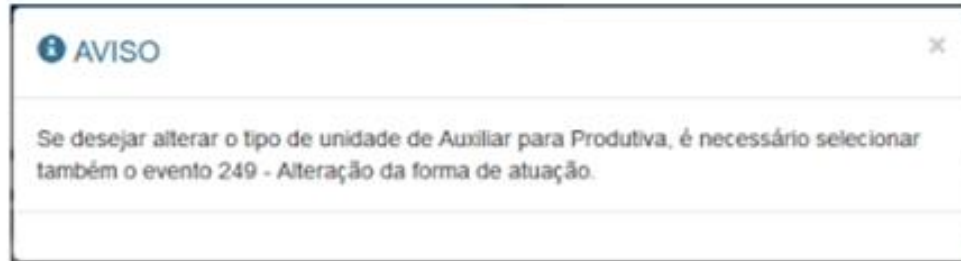 AVISO
Se desejar alterar o tipo de unidade de Auxiliar para Produtiva, é necessário selecionar
também o evento 249 - Alteração da forma de atuação.